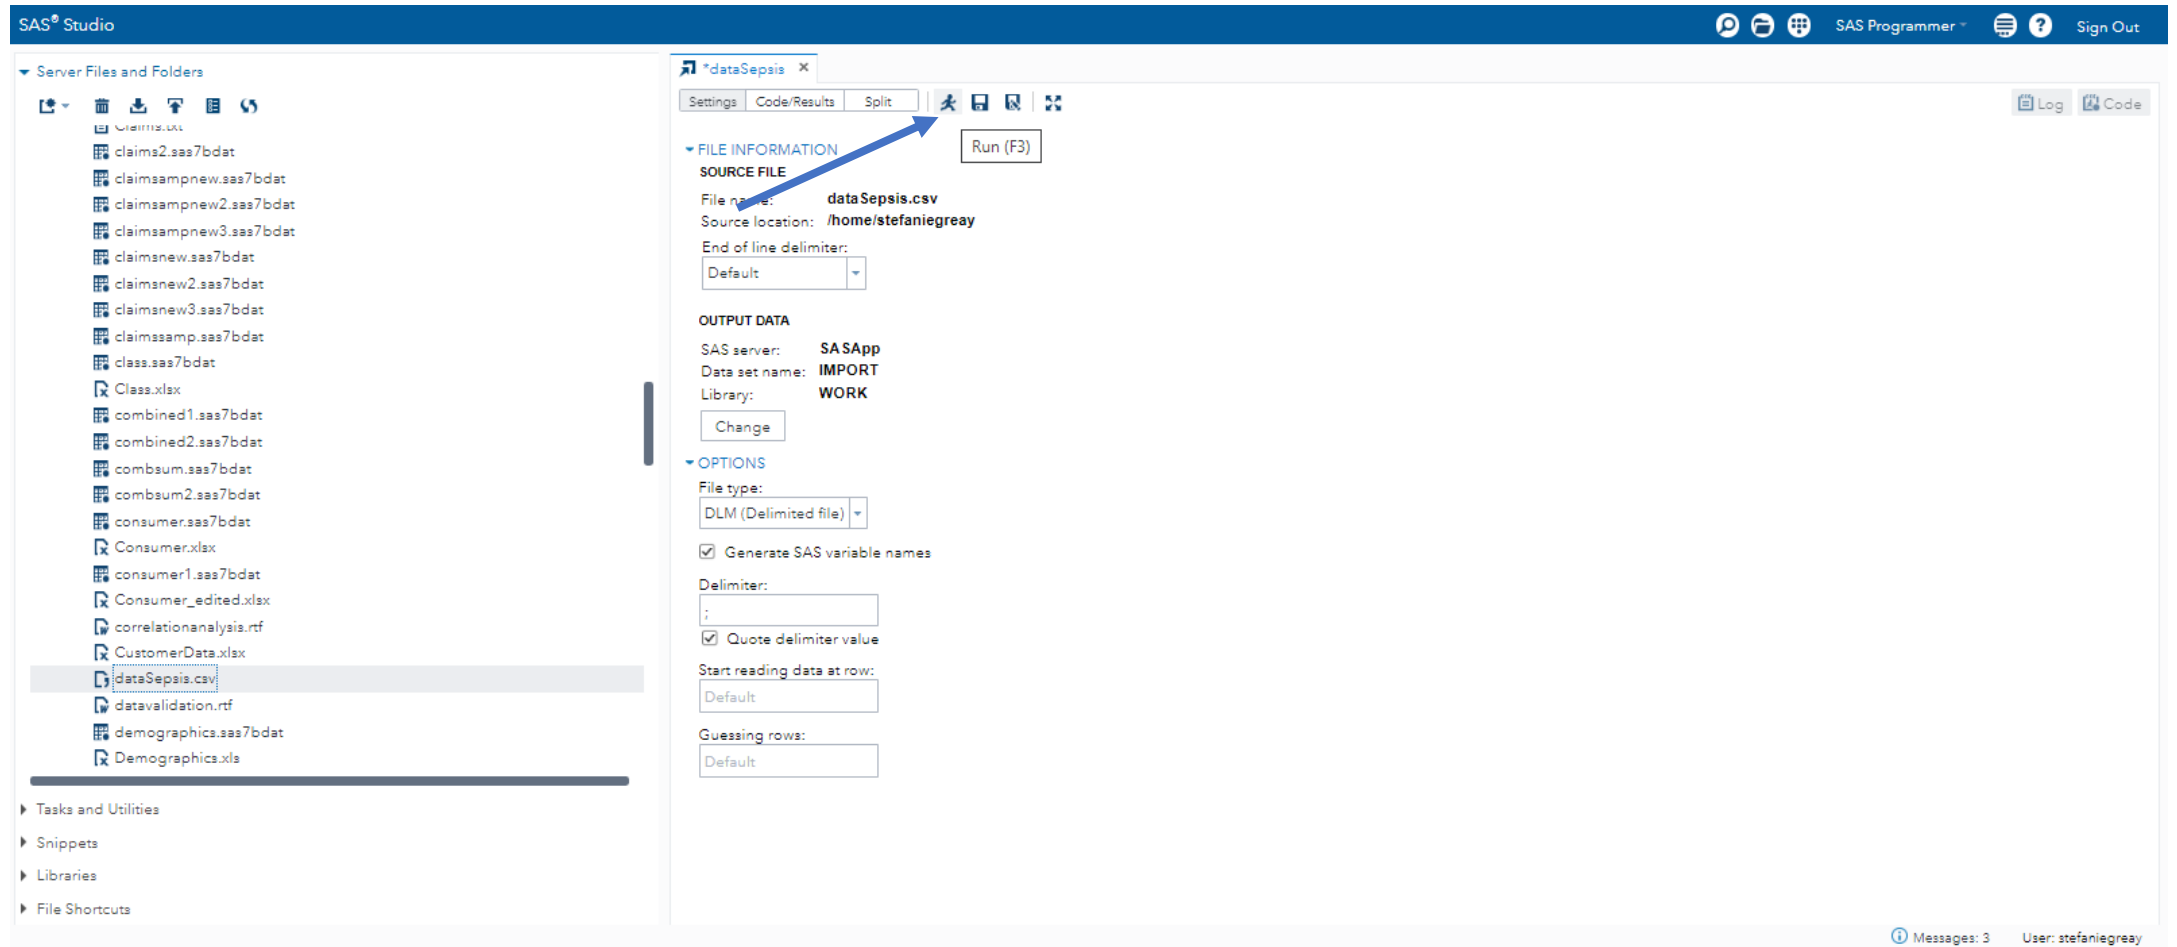 SAS® Studio
SAS Programmer
Sign Out
Server Files and Folders
Claims.txt
claims2.sas7bdat
claimsampnew.sas7bdat
claimsampnew2.sas7bdat
claimsampnew3.sas7bdat
claimsnew.sas7bdat
claimsnew2.sas7bdat
claimsnew3.sas7bdat
claimssamp.sas7bdat
class.sas7bdat
Class.xlsx
combined1.sas7bdat
combined2.sas7bdat
combsum.sas7bdat
combsum2.sas7bdat
consumer.sas7bdat
Consumer.xlsx
consumer1.sas7bdat
Consumer_edited.xlsx
correlationanalysis.rtf
CustomerData.xlsx
dataSepsis.csv
datavalidation.rtf
demographics.sas7bdat
Demographics.xls
Tasks and Utilities
Snippets
Libraries
File Shortcuts
*dataSepsis
Settings Code/Results Split
Log Code
Run (F3)
FILE INFORMATION
SOURCE FILE
File name: dataSepsis.csv
Source location: /home/stefaniegreay
End of line delimiter:
Default
OUTPUT DATA
SAS server: SASApp
Data set name: IMPORT
Library: WORK
Change
OPTIONS
File type:
DLM (Delimited file)
Generate SAS variable names
Delimiter:
;
Quote delimiter value
Start reading data at row:
Default
Guessing rows:
Default
Messages: 3 User: stefaniegreay